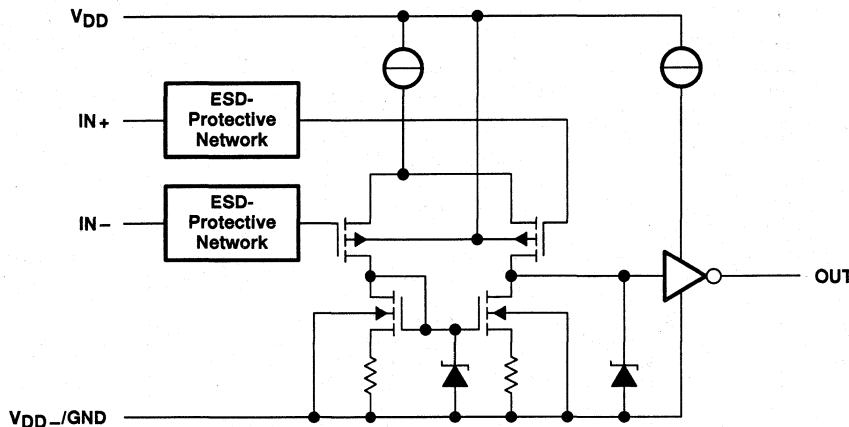 VDD
IN+
ESD-
Protective
Network
IN–
ESD-
Protective
Network
OUT
VDD–/GND